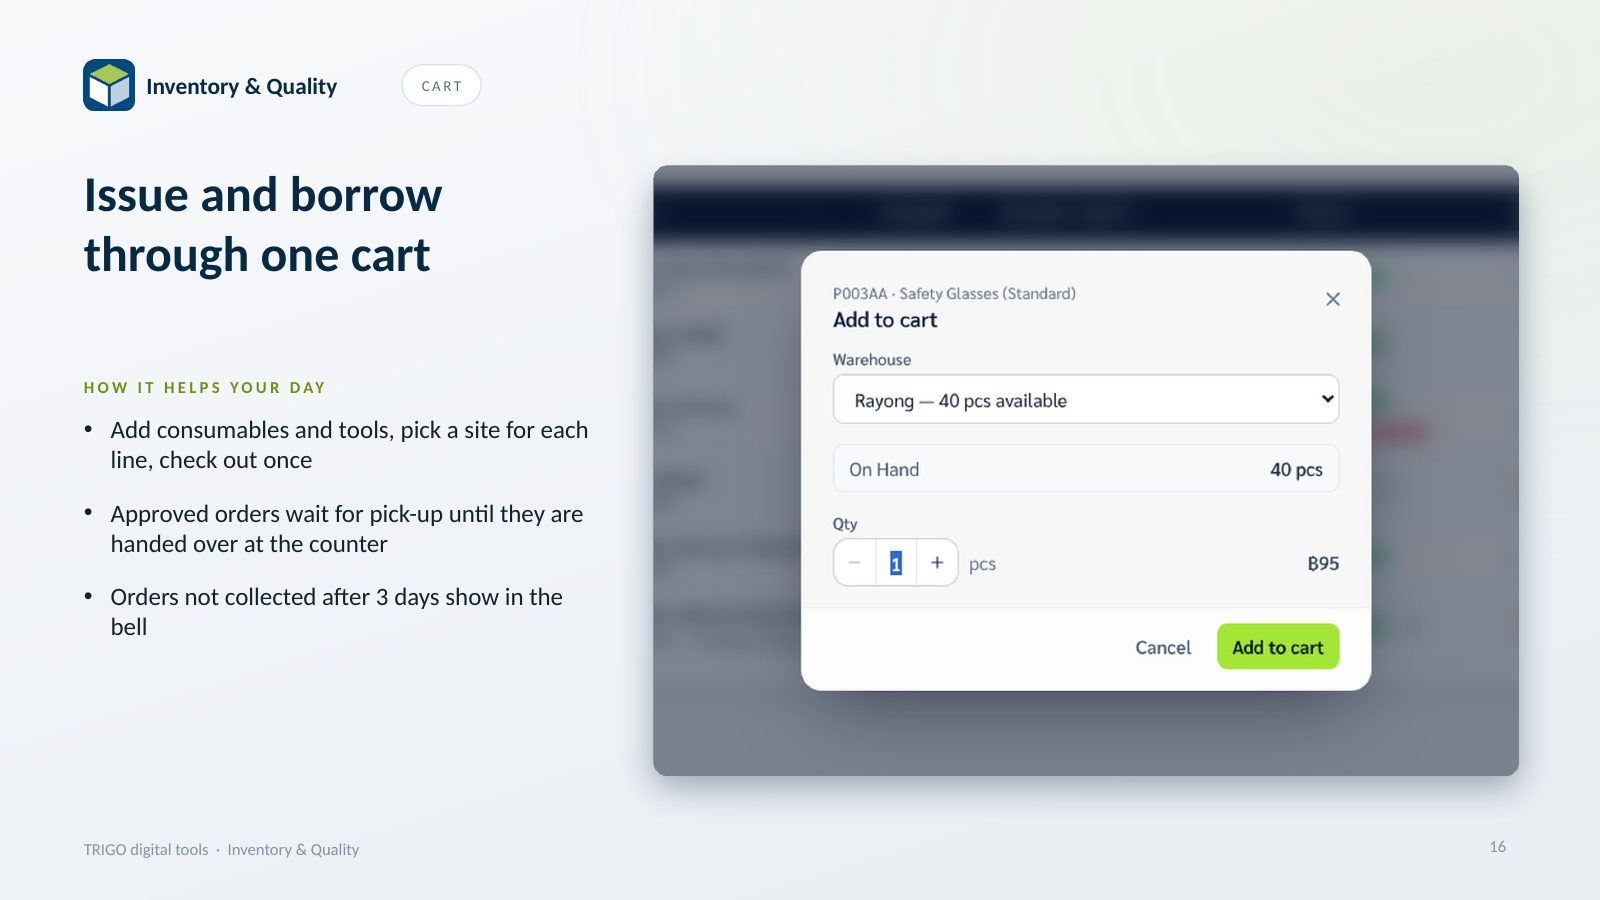 Inventory & Quality
CART
Issue and borrow
through one cart
HOW IT HELPS YOUR DAY
• Add consumables and tools, pick a site for each
line, check out once
• Approved orders wait for pick-up until they are
handed over at the counter
• Orders not collected after 3 days show in the
bell
P003AA · Safety Glasses (Standard)
Add to cart
Warehouse
Rayong — 40 pcs available
On Hand 40 pcs
Qty
− 1 + pcs ฿95
Cancel Add to cart
TRIGO digital tools · Inventory & Quality
16